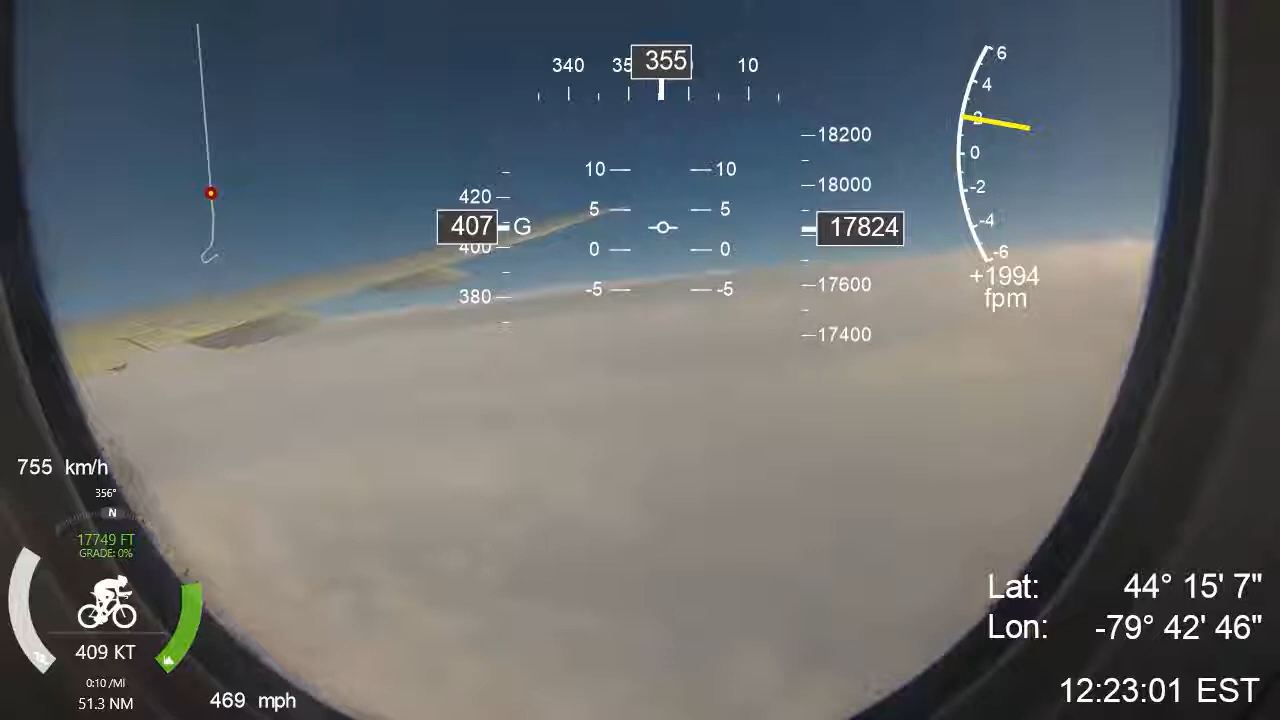 340 35 355 10
6
4
2
0
-2
-4
-6
+1994
fpm
18200
18000
17824
17600
17400
10 10
5 5
0 0
-5 -5
420
407 G
400
380
755 km/h
356°
N
17749 FT
GRADE: 0%
409 KT
0:10 /MI
51.3 NM
469 mph
Lat: 44° 15' 7"
Lon: -79° 42' 46"
12:23:01 EST